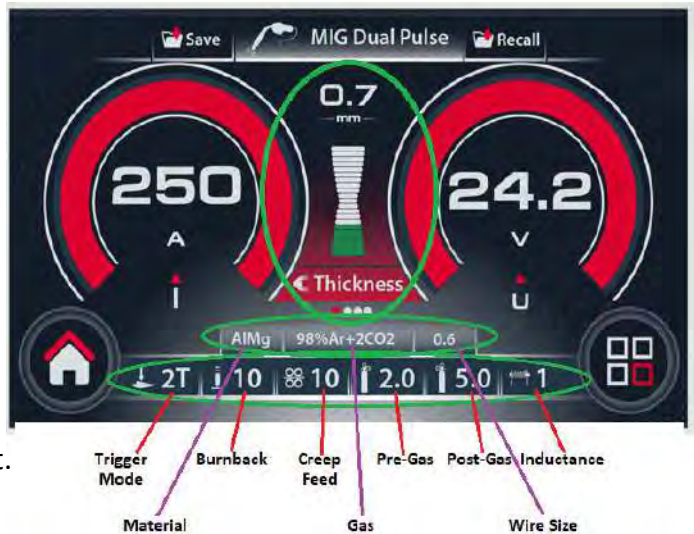 Save MIG Dual Pulse Recall
0.7
mm
250 24.2
A V
Thickness
I U
AlMg 98%Ar+2CO2 0.6
2T 10 10 2.0 5.0 1
t. Trigger Mode Burnback Creep Feed Pre-Gas Post-Gas Inductance
Material Gas Wire Size